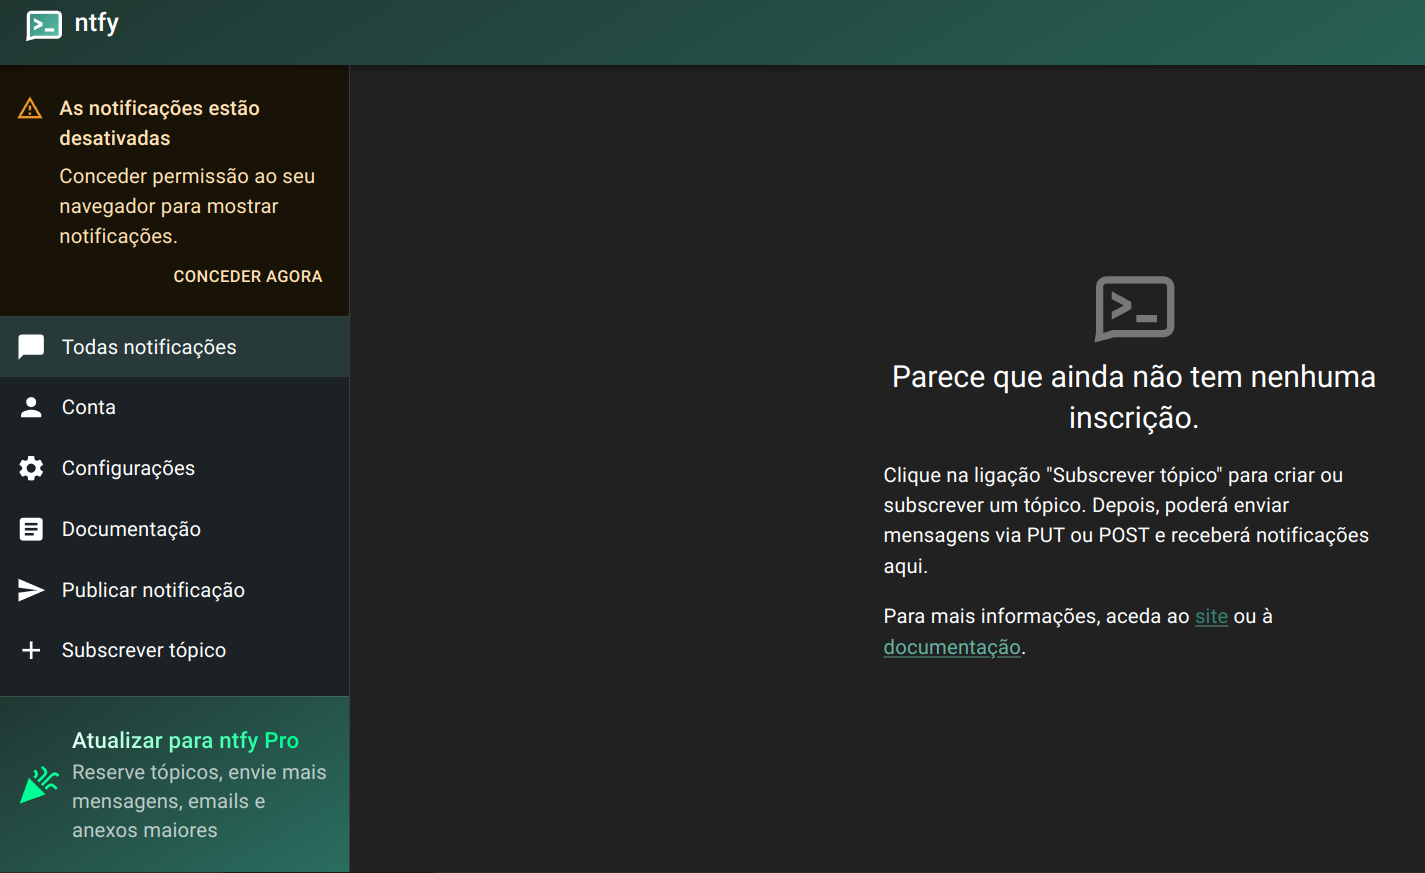 ntfy
As notificações estão
desativadas
Conceder permissão ao seu
navegador para mostrar
notificações.
CONCEDER AGORA
Todas notificações
Conta
Configurações
Documentação
Publicar notificação
Subscrever tópico
Atualizar para ntfy Pro
Reserve tópicos, envie mais
mensagens, emails e
anexos maiores
Parece que ainda não tem nenhuma
inscrição.
Clique na ligação "Subscrever tópico" para criar ou
subscrever um tópico. Depois, poderá enviar
mensagens via PUT ou POST e receberá notificações
aqui.
Para mais informações, aceda ao site ou à
documentação.